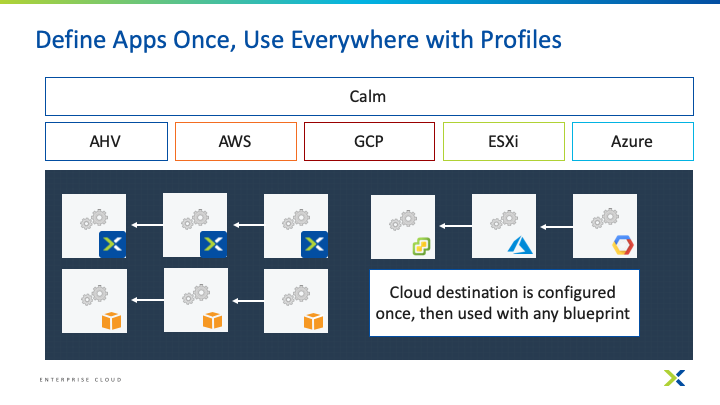 Define Apps Once, Use Everywhere with Profiles
Calm
AHV
AWS
GCP
ESXi
Azure
Cloud destination is configured
once, then used with any blueprint
ENTERPRISE CLOUD